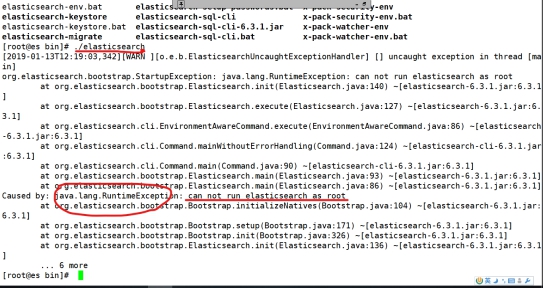 elasticsearch-env.bat elasticsearch-setup-passwords.bat x-pack-security-env
elasticsearch-keystore elasticsearch-sql-cli x-pack-security-env.bat
elasticsearch-keystore.bat elasticsearch-sql-cli-6.3.1.jar x-pack-watcher-env
elasticsearch-migrate elasticsearch-sql-cli.bat x-pack-watcher-env.bat
[root@es bin]# ./elasticsearch
[2019-01-13T12:19:03,342][WARN ][o.e.b.ElasticsearchUncaughtExceptionHandler] [] uncaught exception in thread [ma
in]
org.elasticsearch.bootstrap.StartupException: java.lang.RuntimeException: can not run elasticsearch as root
at org.elasticsearch.bootstrap.Elasticsearch.init(Elasticsearch.java:140) ~[elasticsearch-6.3.1.jar:6.3.1
]
at org.elasticsearch.bootstrap.Elasticsearch.execute(Elasticsearch.java:127) ~[elasticsearch-6.3.1.jar:6.
3.1]
at org.elasticsearch.cli.EnvironmentAwareCommand.execute(EnvironmentAwareCommand.java:86) ~[elasticsearch
-6.3.1.jar:6.3.1]
at org.elasticsearch.cli.Command.mainWithoutErrorHandling(Command.java:124) ~[elasticsearch-cli-6.3.1.jar
:6.3.1]
at org.elasticsearch.cli.Command.main(Command.java:90) ~[elasticsearch-cli-6.3.1.jar:6.3.1]
at org.elasticsearch.bootstrap.Elasticsearch.main(Elasticsearch.java:93) ~[elasticsearch-6.3.1.jar:6.3.1]
at org.elasticsearch.bootstrap.Elasticsearch.main(Elasticsearch.java:86) ~[elasticsearch-6.3.1.jar:6.3.1]
Caused by: java.lang.RuntimeException: can not run elasticsearch as root
at org.elasticsearch.bootstrap.Bootstrap.initializeNatives(Bootstrap.java:104) ~[elasticsearch-6.3.1.jar:
6.3.1]
at org.elasticsearch.bootstrap.Bootstrap.setup(Bootstrap.java:171) ~[elasticsearch-6.3.1.jar:6.3.1]
at org.elasticsearch.bootstrap.Bootstrap.init(Bootstrap.java:326) ~[elasticsearch-6.3.1.jar:6.3.1]
at org.elasticsearch.bootstrap.Elasticsearch.init(Elasticsearch.java:136) ~[elasticsearch-6.3.1.jar:6.3.1
]
... 6 more
[root@es bin]#
英